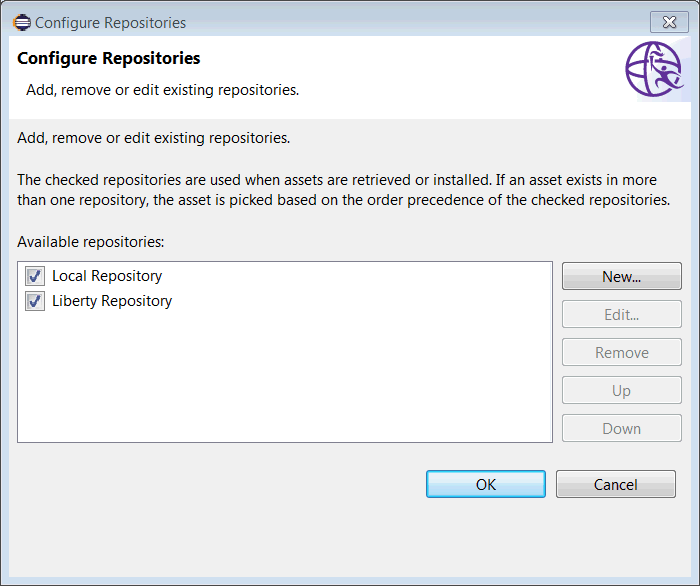 Configure Repositories
Configure Repositories
Add, remove or edit existing repositories.
Add, remove or edit existing repositories.
The checked repositories are used when assets are retrieved or installed. If an asset exists in more
than one repository, the asset is picked based on the order precedence of the checked repositories.
Available repositories:
Local Repository
Liberty Repository
New...
Edit...
Remove
Up
Down
OK
Cancel